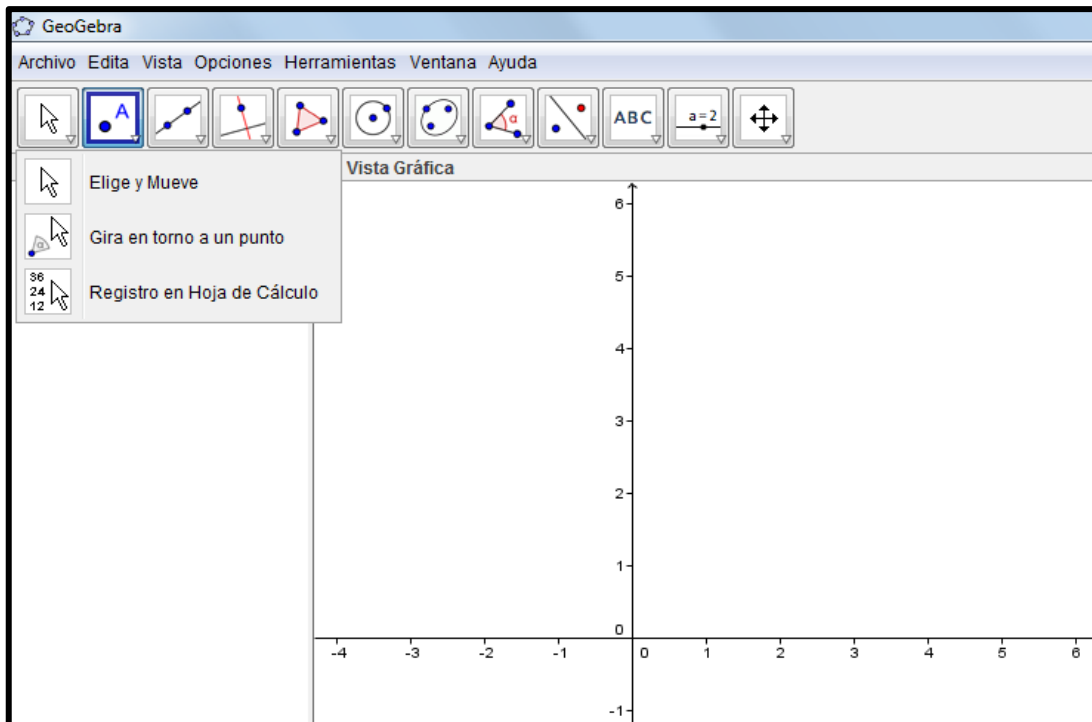 GeoGebra
Archivo Edita Vista Opciones Herramientas Ventana Ayuda
A α ABC a=2
Vista Gráfica
Elige y Mueve
α Gira en torno a un punto
36
24
12
Registro en Hoja de Cálculo
6
5
4
3
2
1
0
-4 -3 -2 -1 0 1 2 3 4 5 6
-1